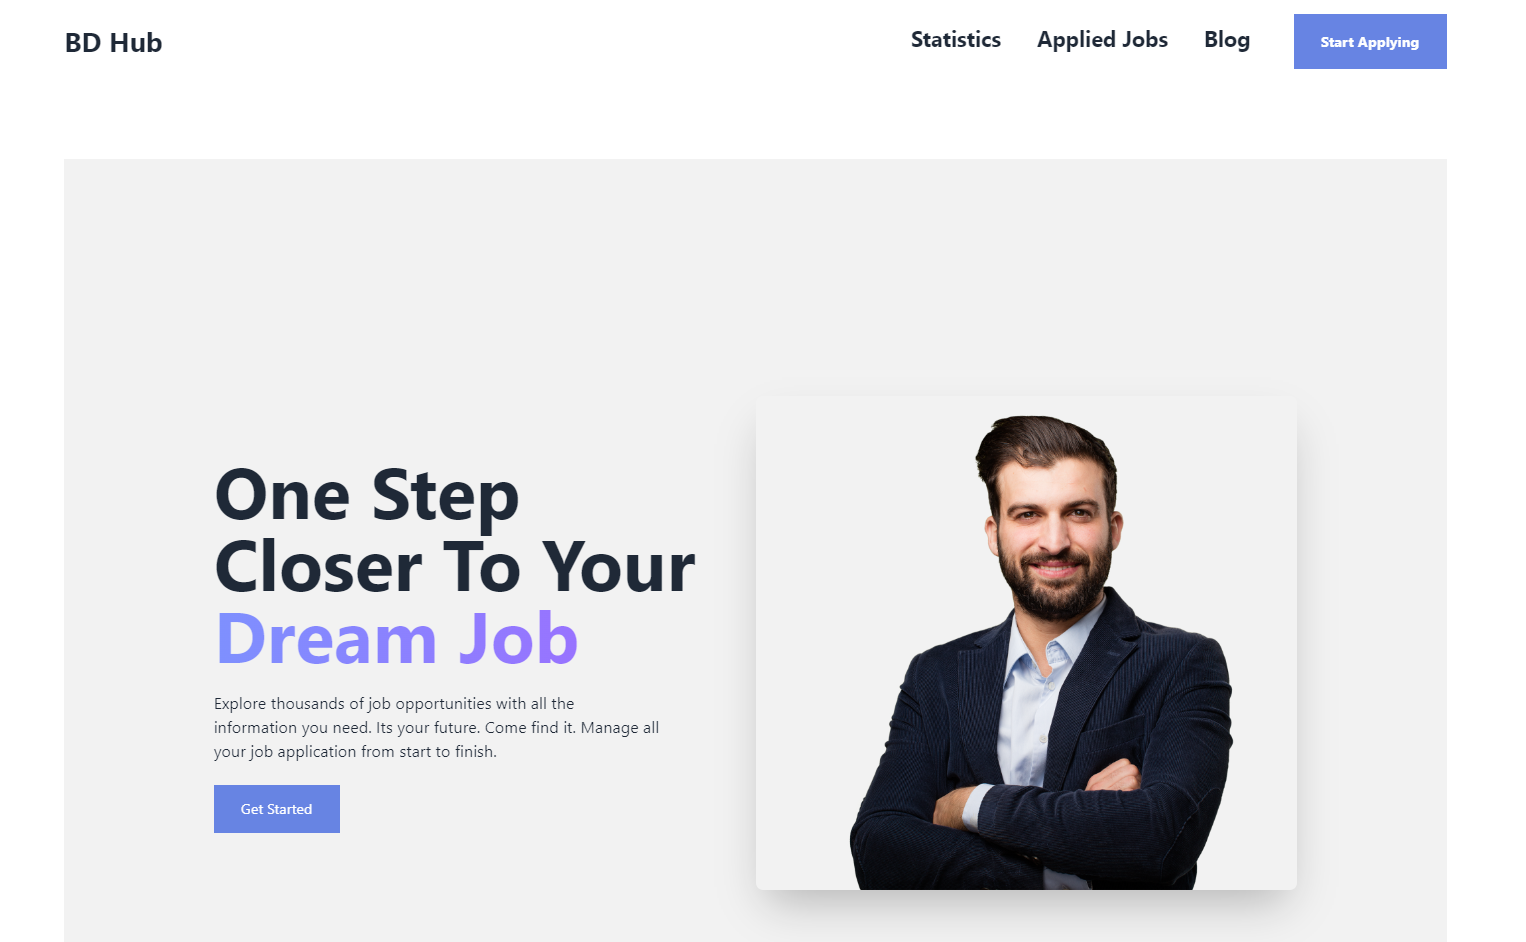 BD Hub
Statistics
Applied Jobs
Blog
Start Applying
One Step
Closer To Your
Dream Job
Explore thousands of job opportunities with all the
information you need. Its your future. Come find it. Manage all
your job application from start to finish.
Get Started